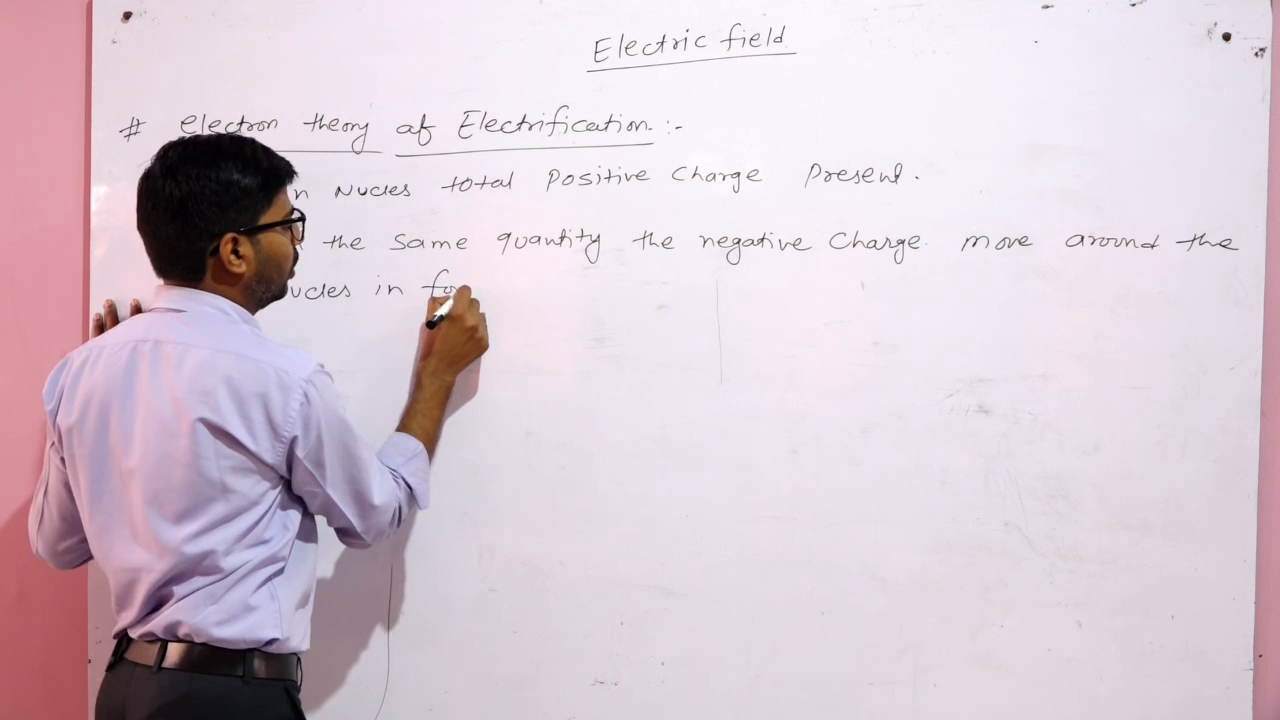 Electric field
# electron theory of Electrification :-
n Nucles total Positive Charge Present.
the same quantity the negative Charge. move around the
ucles in fo